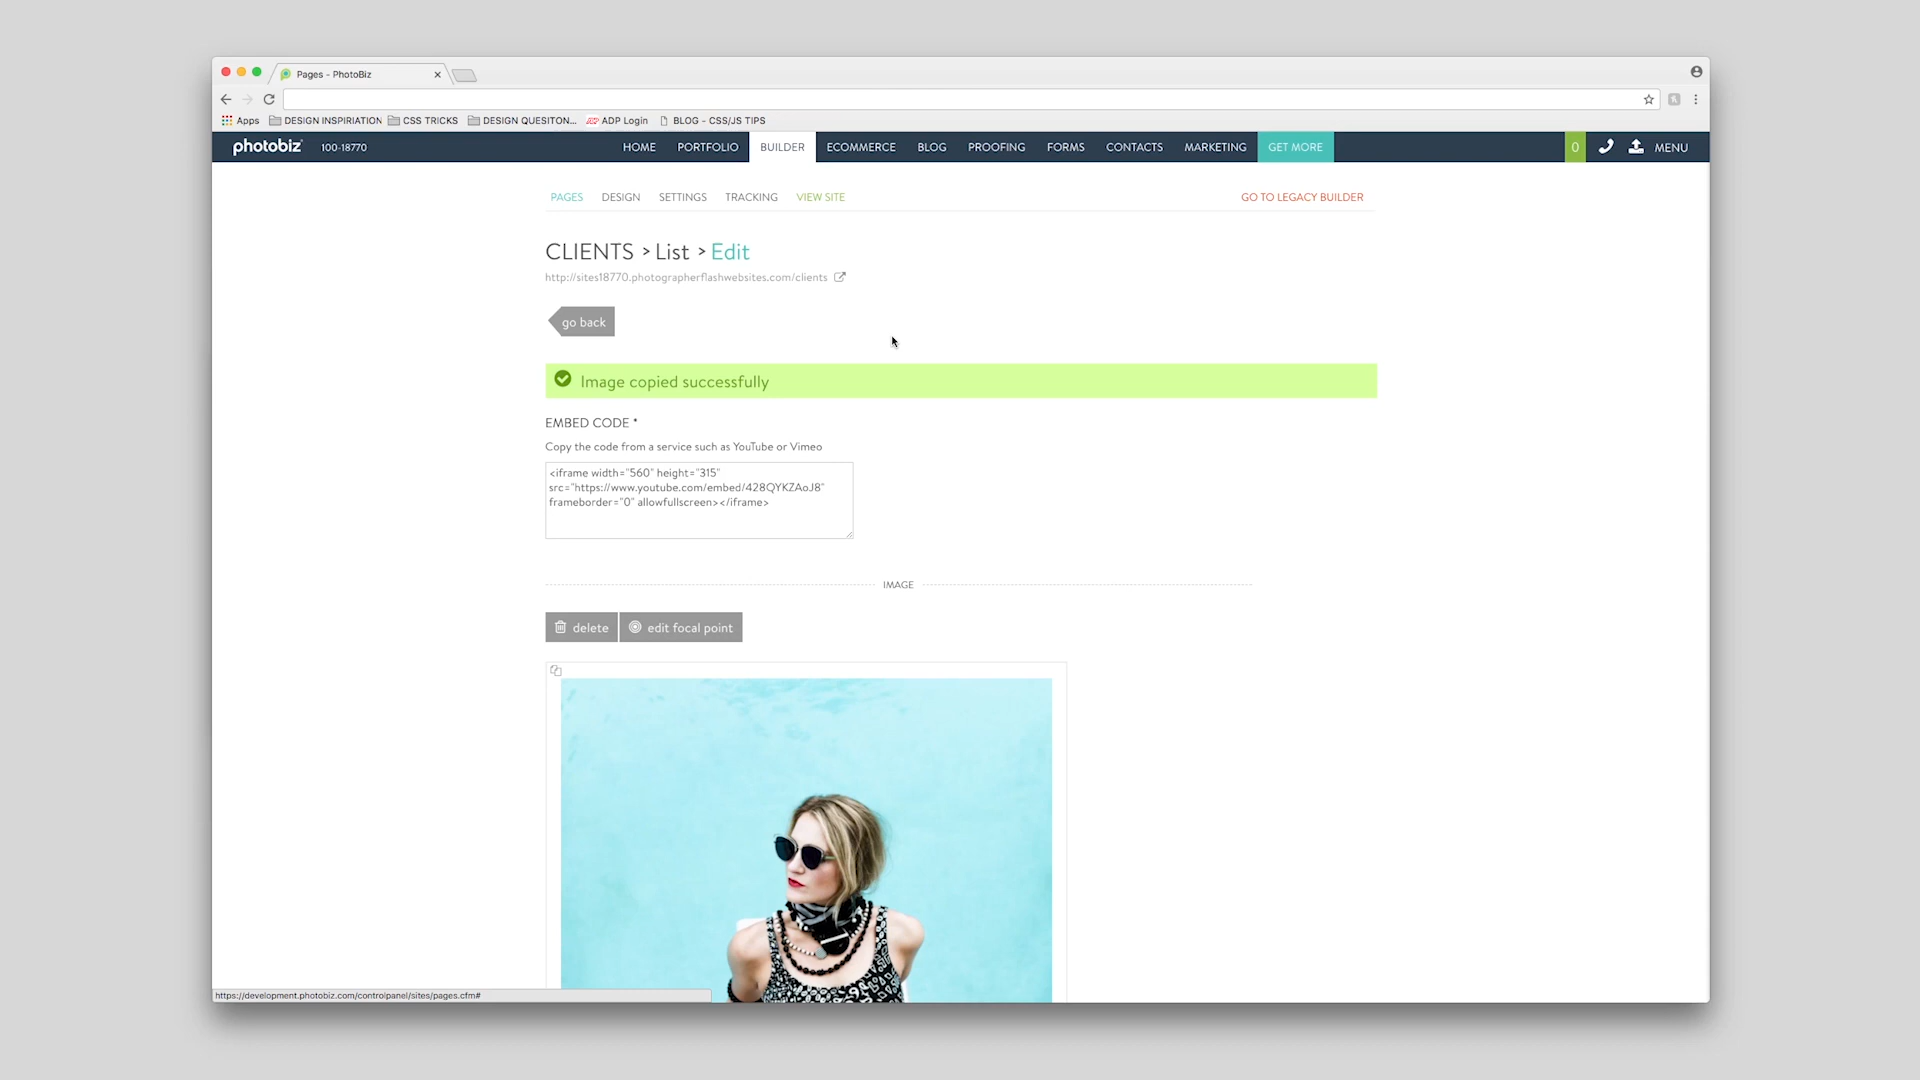 Pages - PhotoBiz
Apps DESIGN INSPIRIATION CSS TRICKS DESIGN QUESITON... ADP Login BLOG - CSS/JS TIPS
photobiz 100-18770 HOME PORTFOLIO BUILDER ECOMMERCE BLOG PROOFING FORMS CONTACTS MARKETING GET MORE 0 MENU
PAGES DESIGN SETTINGS TRACKING VIEW SITE GO TO LEGACY BUILDER
CLIENTS > List > Edit
http://sites18770.photographerflashwebsites.com/clients
go back
Image copied successfully
EMBED CODE *
Copy the code from a service such as YouTube or Vimeo
<iframe width="560" height="315"
src="https://www.youtube.com/embed/428QYKZAoJ8"
frameborder="0" allowfullscreen></iframe>
IMAGE
delete edit focal point
https://development.photobiz.com/controlpanel/sites/pages.cfm#